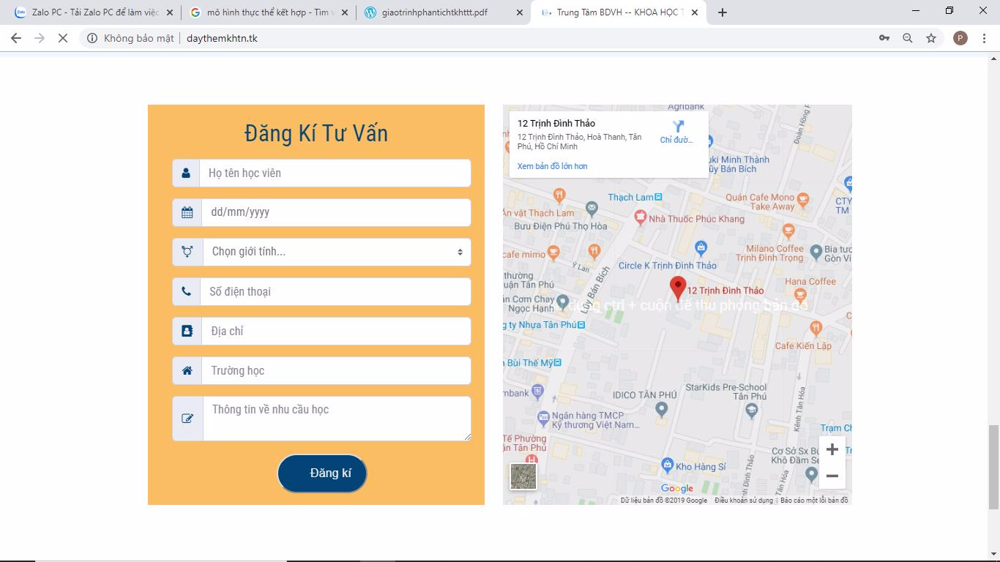 Zalo PC - Tải Zalo PC để làm việc
mô hình thực thể kết hợp - Tìm
giaotrinhphantichtkhttt.pdf
Trung Tâm BDVH -- KHOA HỌC T
Không bảo mật
daythemkhtn.tk
P
Đăng Kí Tư Vấn
Họ tên học viên
dd/mm/yyyy
Chọn giới tính...
Số điện thoại
Địa chỉ
Trường học
Thông tin về nhu cầu học
Đăng kí
Agribank
12 Trịnh Đình Thảo
12 Trịnh Đình Thảo, Hoà Thanh, Tân
Phú, Hồ Chí Minh
Chỉ đườ...
Xem bản đồ lớn hơn
Đoàn Hồng P
uki Minh Thành
Lũy Bán Bích
Thạch Lam
Quán Cafe Mono
Take Away
CTY
TM
Ăn vật Thạch Lam
Nhà Thuốc Phúc Khang
Bưu Điện Phú Thọ Hòa
cafe mimo
Milano Coffee
Trịnh Đình Trọng
Bia tư
Gòn Vi
Ỷ Lan
Circle K Trịnh Đình Thảo
thường
uận Tân Phú
Lũy Bán Bích
Hana Coffee
12 Trịnh Đình Thảo
n Cơm Chay
Ngọc Hạnh
dụng ctrl + cuộn để thu phóng bản đồ
g ty Nhựa Tân Phú
Cafe Kiến Lập
n Bùi Thế Mỹ
StarKids Pre-School
Tân Phú
mbank
IDICO TÂN PHÚ
Kênh Tân Hóa
Ngân hàng TMCP
Kỹ thương Việt Nam...
Trạm Ch
Tế Phường
ận Tân Phú
Cơ Sở Sx Bú
Khô Đầm Se
Kho Hàng Sỉ
Đình Thảo
Tân Hóa
Google
Dữ liệu bản đồ ©2019 Google
Điều khoản sử dụng
Báo cáo một lỗi bản đồ